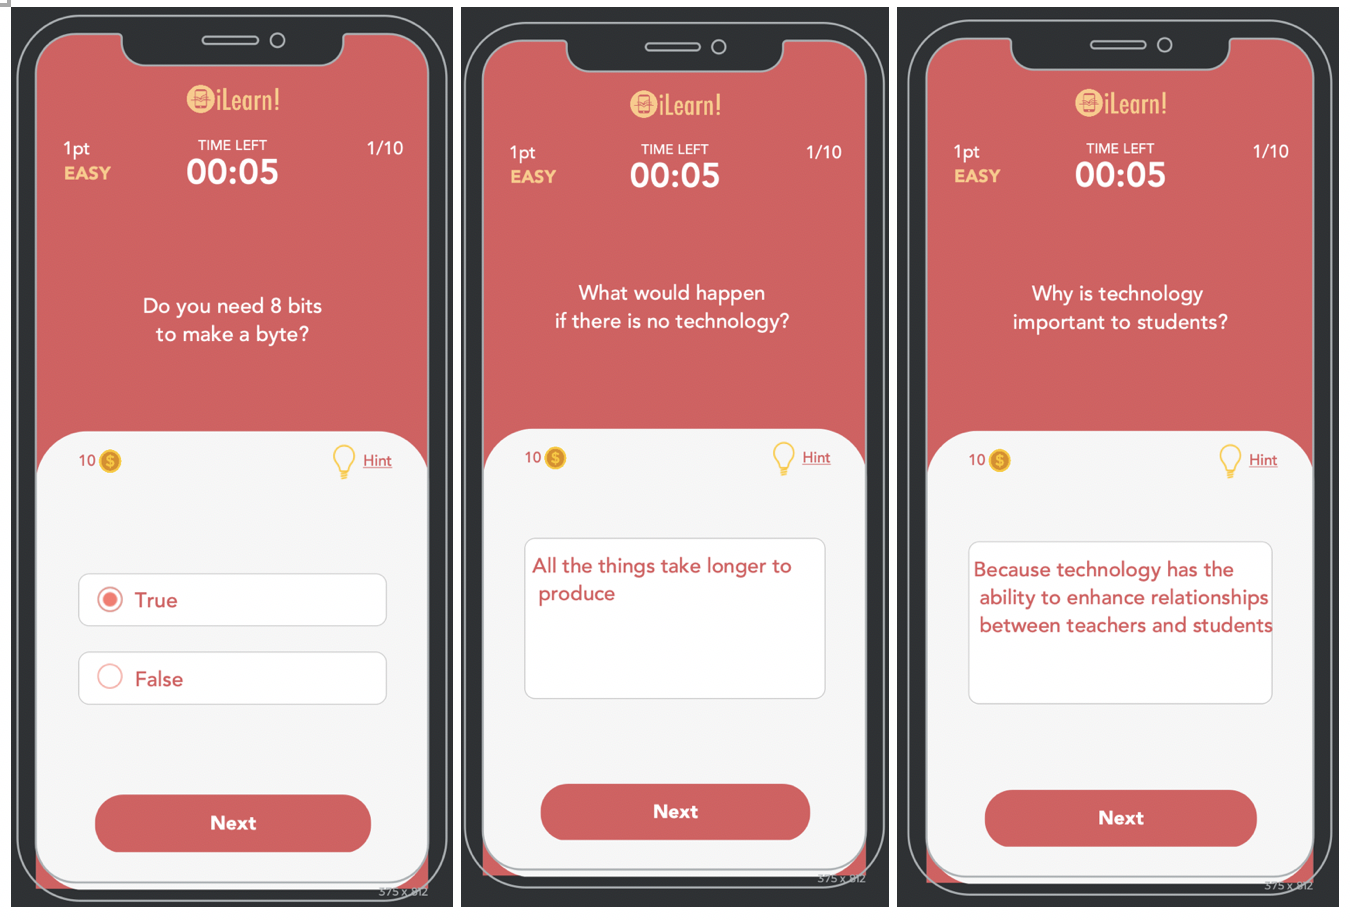 iLearn!
1pt
TIME LEFT
1/10
EASY
00:05
Do you need 8 bits
to make a byte?
10 $
Hint
True
False
Next
375 x 812
iLearn!
1pt
TIME LEFT
1/10
EASY
00:05
What would happen
if there is no technology?
10 $
Hint
All the things take longer to
produce
Next
375 x 812
iLearn!
1pt
TIME LEFT
1/10
EASY
00:05
Why is technology
important to students?
10 $
Hint
Because technology has the
ability to enhance relationships
between teachers and students
Next
375 x 812